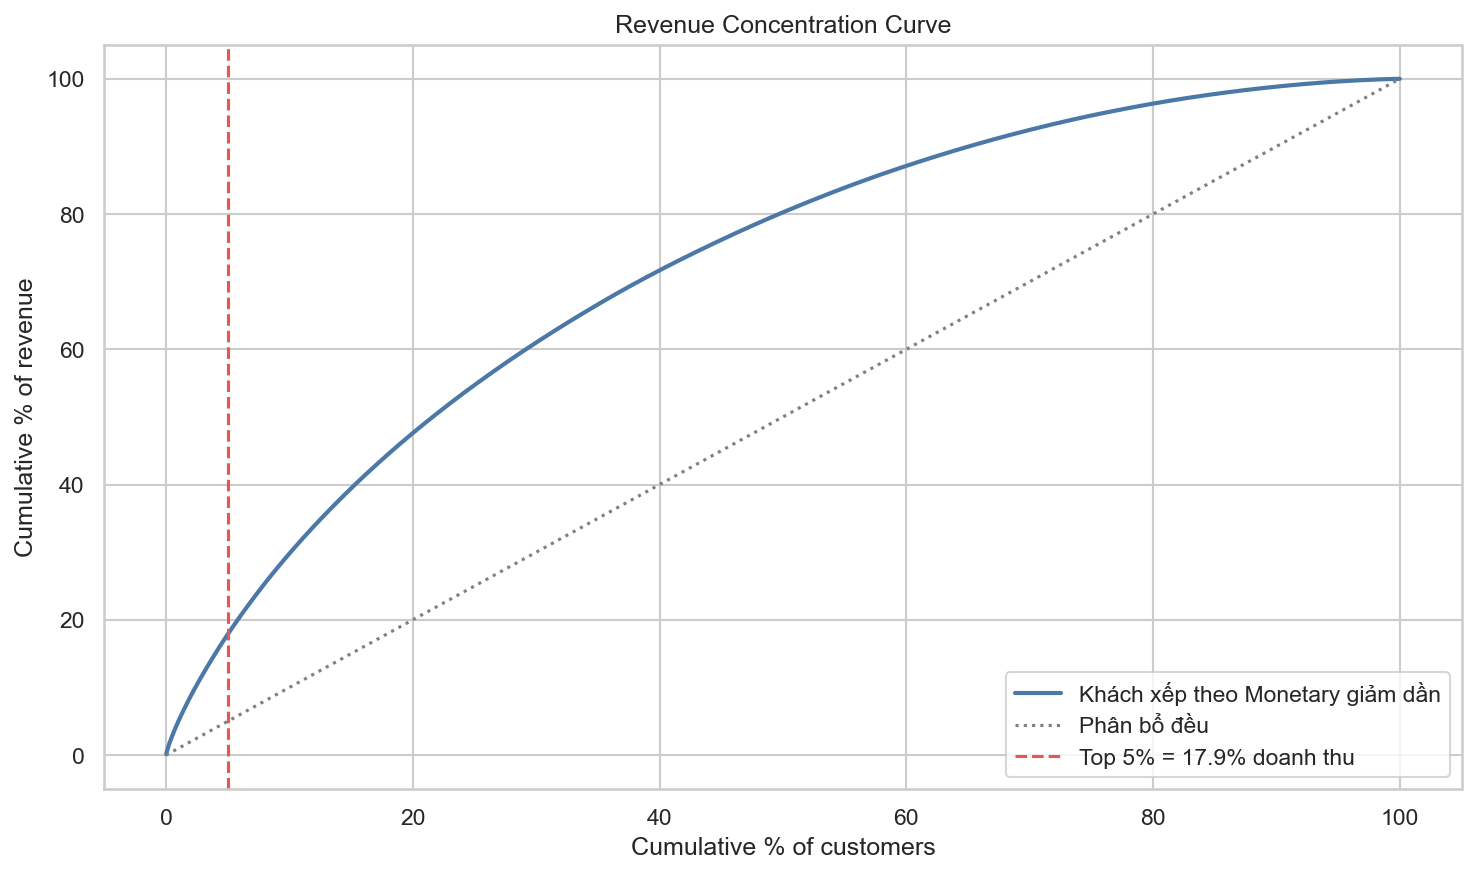 Revenue Concentration Curve
Cumulative % of revenue
100
80
60
40
20
0
0 20 40 60 80 100
Cumulative % of customers
Khách xếp theo Monetary giảm dần
Phân bổ đều
Top 5% = 17.9% doanh thu